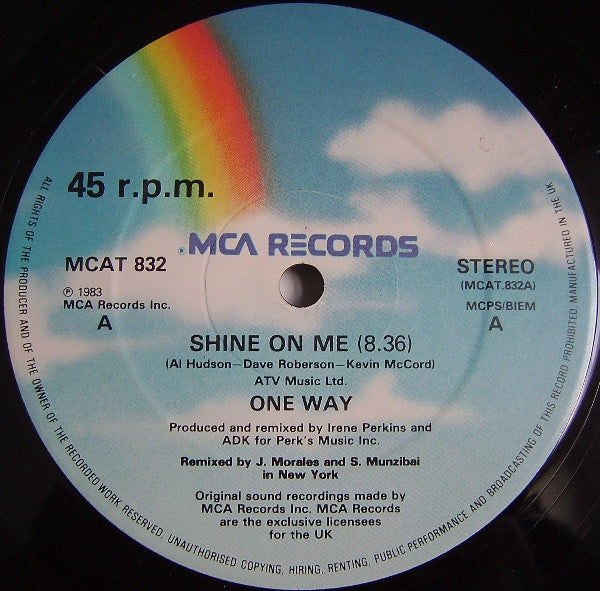 45 r.p.m.
® MCA RECORDS
MCAT 832
STEREO
(MCAT.832A)
℗ 1983
MCA Records Inc.
MCPS/BIEM
A
A
SHINE ON ME (8.36)
(Al Hudson—Dave Roberson—Kevin McCord)
ATV Music Ltd.
ONE WAY
Produced and remixed by Irene Perkins and
ADK for Perk's Music Inc.
Remixed by J. Morales and S. Munzibai
in New York
Original sound recordings made by
MCA Records Inc. MCA Records
are the exclusive licensees
for the UK
ALL RIGHTS OF THE PRODUCER AND OF THE OWNER OF THE RECORDED WORK RESERVED. UNAUTHORISED COPYING, HIRING, RENTING, PUBLIC PERFORMANCE AND BROADCASTING OF THIS RECORD PROHIBITED. MANUFACTURED IN THE UK